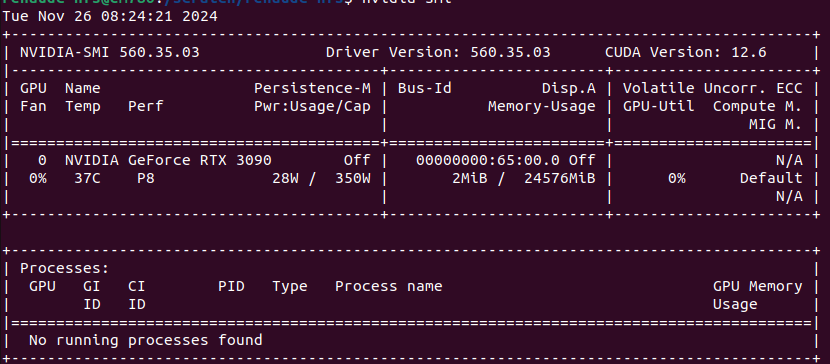 Tue Nov 26 08:24:21 2024
+-----------------------------------------------------------------------------------------+
| NVIDIA-SMI 560.35.03              Driver Version: 560.35.03      CUDA Version: 12.6     |
|-----------------------------------------+------------------------+----------------------+
| GPU  Name                 Persistence-M | Bus-Id          Disp.A | Volatile Uncorr. ECC |
| Fan  Temp   Perf          Pwr:Usage/Cap |           Memory-Usage | GPU-Util  Compute M. |
|                                         |                        |               MIG M. |
|=========================================+========================+======================|
|   0  NVIDIA GeForce RTX 3090        Off |   00000000:65:00.0 Off |                  N/A |
|  0%   37C    P8              28W /  350W |       2MiB /  24576MiB |      0%      Default |
|                                         |                        |                  N/A |
+-----------------------------------------+------------------------+----------------------+
+-----------------------------------------------------------------------------------------+
| Processes:                                                                              |
|  GPU   GI   CI        PID   Type   Process name                              GPU Memory |
|        ID   ID                                                               Usage      |
|=========================================================================================|
|  No running processes found                                                             |
+-----------------------------------------------------------------------------------------+